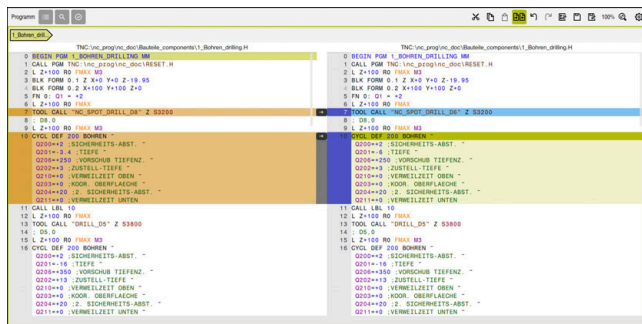 Programm
100%
1_Bohren_dril..
TNC:\nc_prog\nc_doc\Bauteile_components\1_Bohren_drilling.H
0 BEGIN PGM 1_BOHREN_DRILLING MM
1 CALL PGM TNC:\nc_prog\nc_doc\RESET.H
2 L Z+100 R0 FMAX M3
3 BLK FORM 0.1 Z X+0 Y+0 Z-19.95
4 BLK FORM 0.2 X+100 Y+100 Z+0
5 FN 0: Q1 = +2
6 L Z+100 R0 FMAX
7 TOOL CALL "NC_SPOT_DRILL_D8" Z S3200
8 ; D8,0
9 L Z+100 R0 FMAX M3
10 CYCL DEF 200 BOHREN ~
Q200=+2 ;SICHERHEITS-ABST. ~
Q201=-3.4 ;TIEFE ~
Q206=+250 ;VORSCHUB TIEFENZ. ~
Q202=+3 ;ZUSTELL-TIEFE ~
Q210=+0 ;VERWEILZEIT OBEN ~
Q203=+0 ;KOOR. OBERFLAECHE ~
Q204=+20 ;2. SICHERHEITS-ABST. ~
Q211=+0 ;VERWEILZEIT UNTEN
11 CALL LBL 10
12 L Z+100 R0 FMAX
13 TOOL CALL "DRILL_D5" Z S3800
14 ; D5,0
15 L Z+100 R0 FMAX M3
16 CYCL DEF 200 BOHREN ~
Q200=+2 ;SICHERHEITS-ABST. ~
Q201=-16 ;TIEFE ~
Q206=+350 ;VORSCHUB TIEFENZ. ~
Q202=+13 ;ZUSTELL-TIEFE ~
Q210=+0 ;VERWEILZEIT OBEN ~
Q203=+0 ;KOOR. OBERFLAECHE ~
Q204=+20 ;2. SICHERHEITS-ABST. ~
Q211=+0 ;VERWEILZEIT UNTEN ~
TNC:\nc_prog\nc_doc\Bauteile_components\1_Bohren_drilling.H
0 BEGIN PGM 1_BOHREN_DRILLING MM
1 CALL PGM TNC:\nc_prog\nc_doc\RESET.H
2 L Z+100 R0 FMAX M3
3 BLK FORM 0.1 Z X+0 Y+0 Z-19.95
4 BLK FORM 0.2 X+100 Y+100 Z+0
5 FN 0: Q1 = +2
6 L Z+100 R0 FMAX
7 TOOL CALL "NC_SPOT_DRILL_D6" Z S3200
8 ; D8,0
9 L Z+100 R0 FMAX M3
10 CYCL DEF 200 BOHREN ~
Q200=+2 ;SICHERHEITS-ABST. ~
Q201=-6 ;TIEFE ~
Q206=+250 ;VORSCHUB TIEFENZ. ~
Q202=+3 ;ZUSTELL-TIEFE ~
Q210=+0 ;VERWEILZEIT OBEN ~
Q203=+0 ;KOOR. OBERFLAECHE ~
Q204=+20 ;2. SICHERHEITS-ABST. ~
Q211=+0 ;VERWEILZEIT UNTEN
11 CALL LBL 10
12 L Z+100 R0 FMAX
13 TOOL CALL "DRILL_D5" Z S3800
14 ; D5,0
15 L Z+100 R0 FMAX M3
16 CYCL DEF 200 BOHREN ~
Q200=+2 ;SICHERHEITS-ABST. ~
Q201=-16 ;TIEFE ~
Q206=+350 ;VORSCHUB TIEFENZ. ~
Q202=+13 ;ZUSTELL-TIEFE ~
Q210=+0 ;VERWEILZEIT OBEN ~
Q203=+0 ;KOOR. OBERFLAECHE ~
Q204=+20 ;2. SICHERHEITS-ABST. ~
Q211=+0 ;VERWEILZEIT UNTEN ~